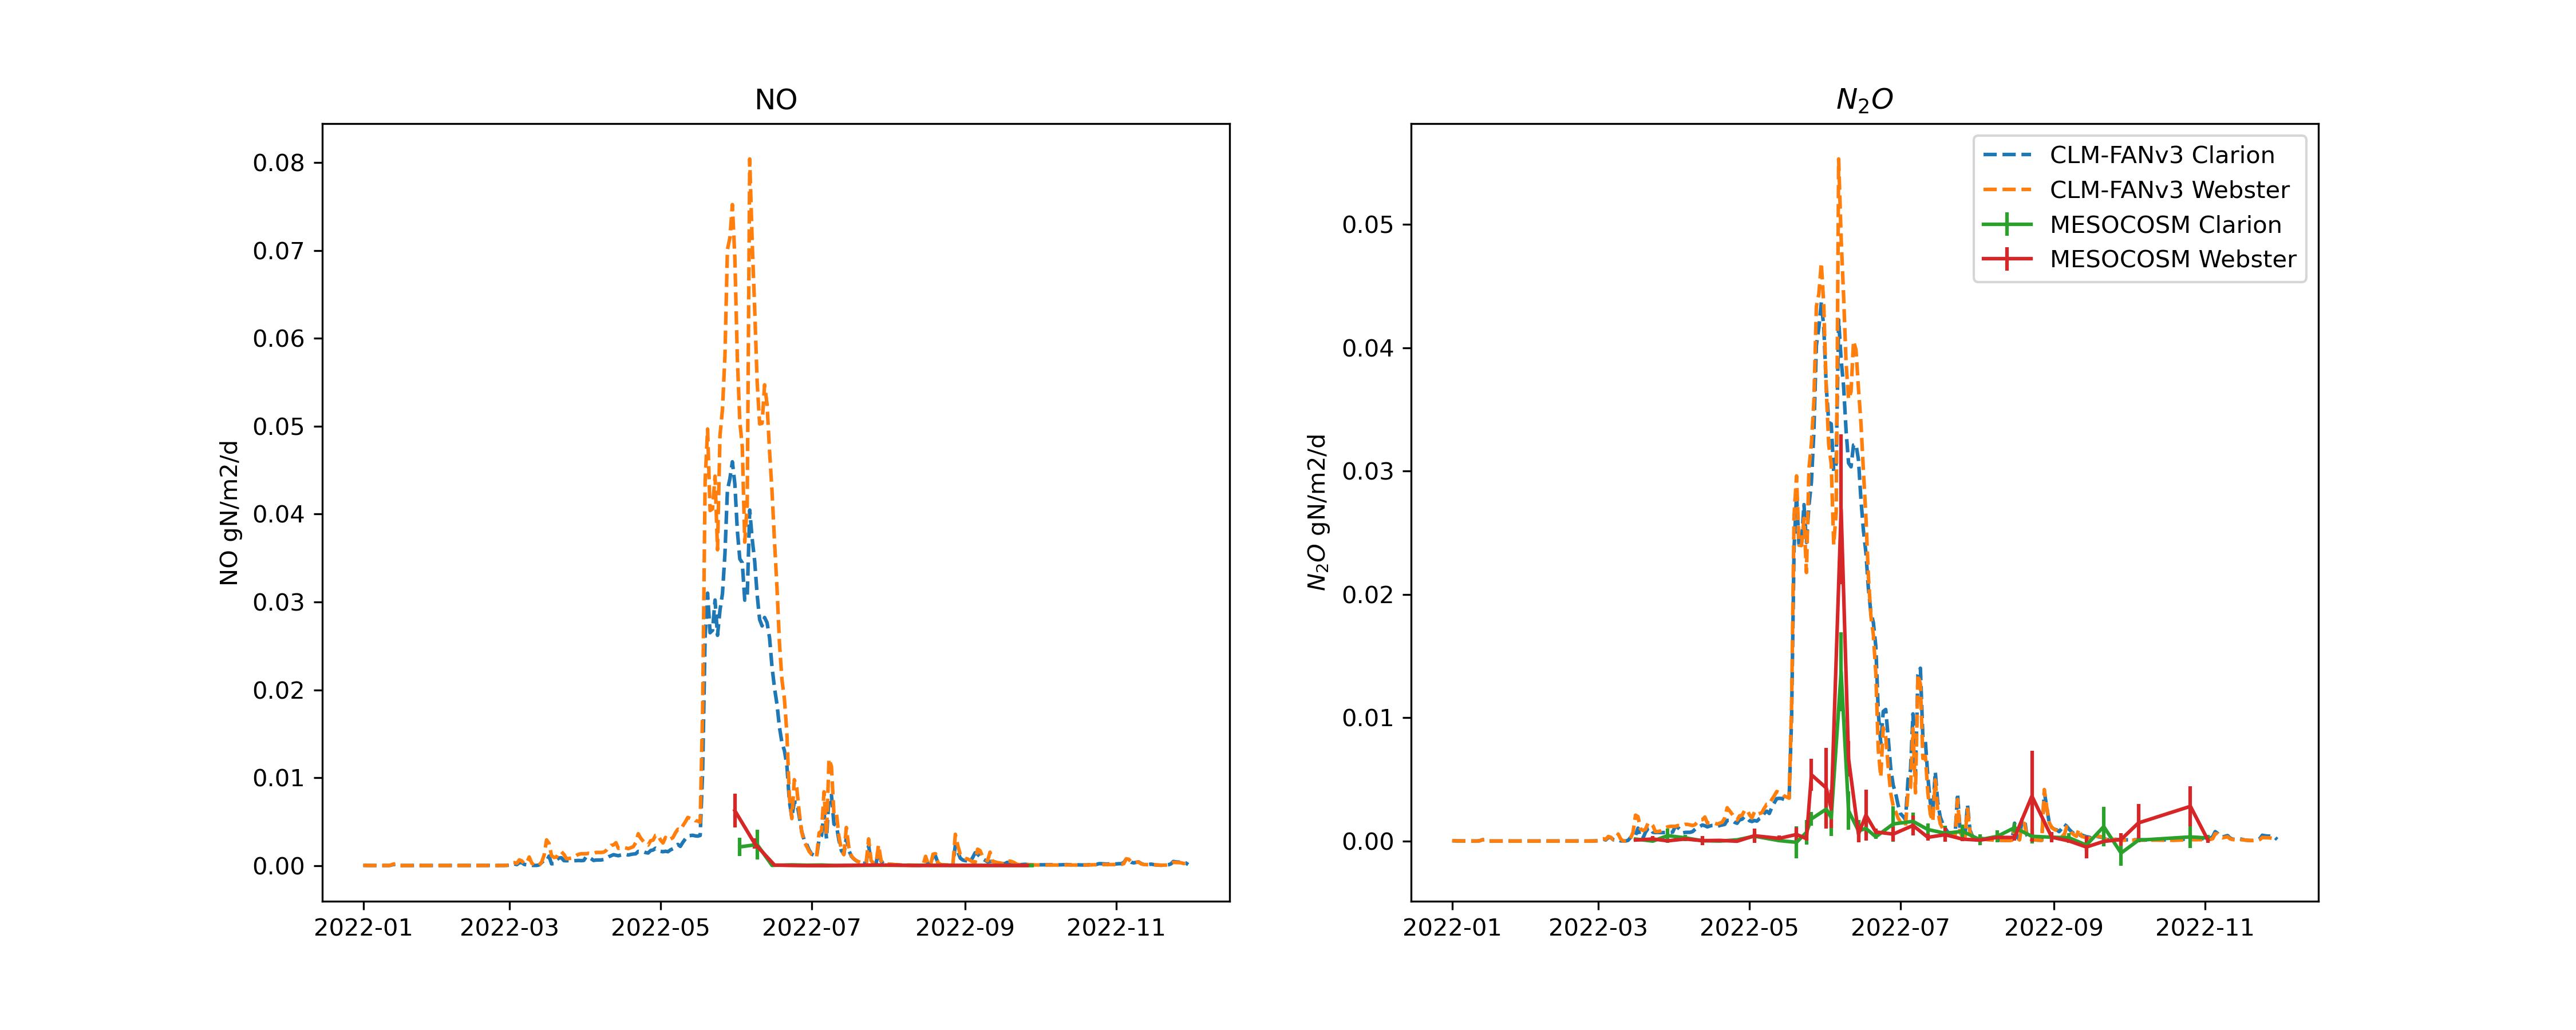 NO
0.08
0.07
0.06
0.05
0.04
0.03
0.02
0.01
0.00
NO gN/m2/d
2022-01 2022-03 2022-05 2022-07 2022-09 2022-11
N₂O
CLM-FANv3 Clarion
CLM-FANv3 Webster
MESOCOSM Clarion
MESOCOSM Webster
0.05
0.04
0.03
0.02
0.01
0.00
N₂O gN/m2/d
2022-01 2022-03 2022-05 2022-07 2022-09 2022-11